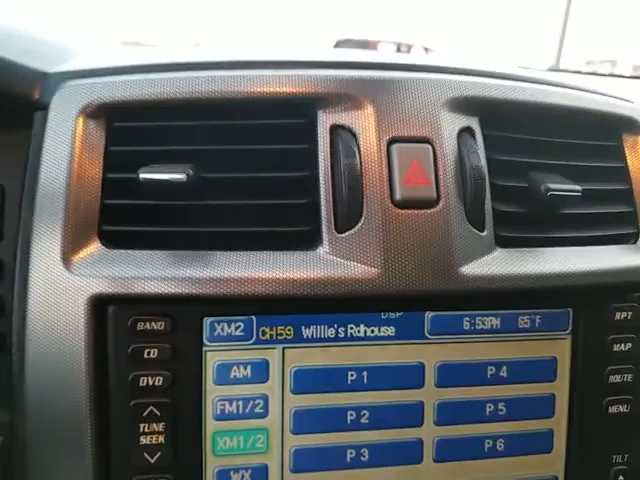 BAND
CD
DVD
TUNE
SEEK
XM2 CH59 Willie's Rdhouse
DSP
6:53PM 65°F
AM
FM1/2
XM1/2
WX
P 1
P 2
P 3
P 4
P 5
P 6
RPT
MAP
ROUTE
MENU
TILT